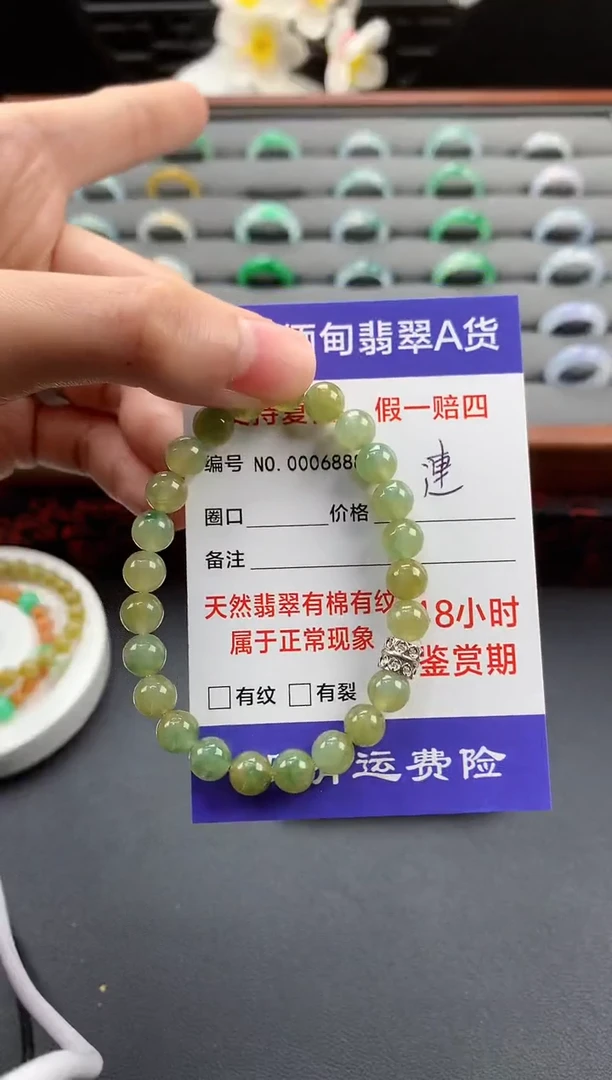 甸翡翠A货
假一赔四
编号 NO.000688
連
圈口 价格
备注
天然翡翠有棉有纹
属于正常现象
8小时
鉴赏期
有纹 有裂
运费险